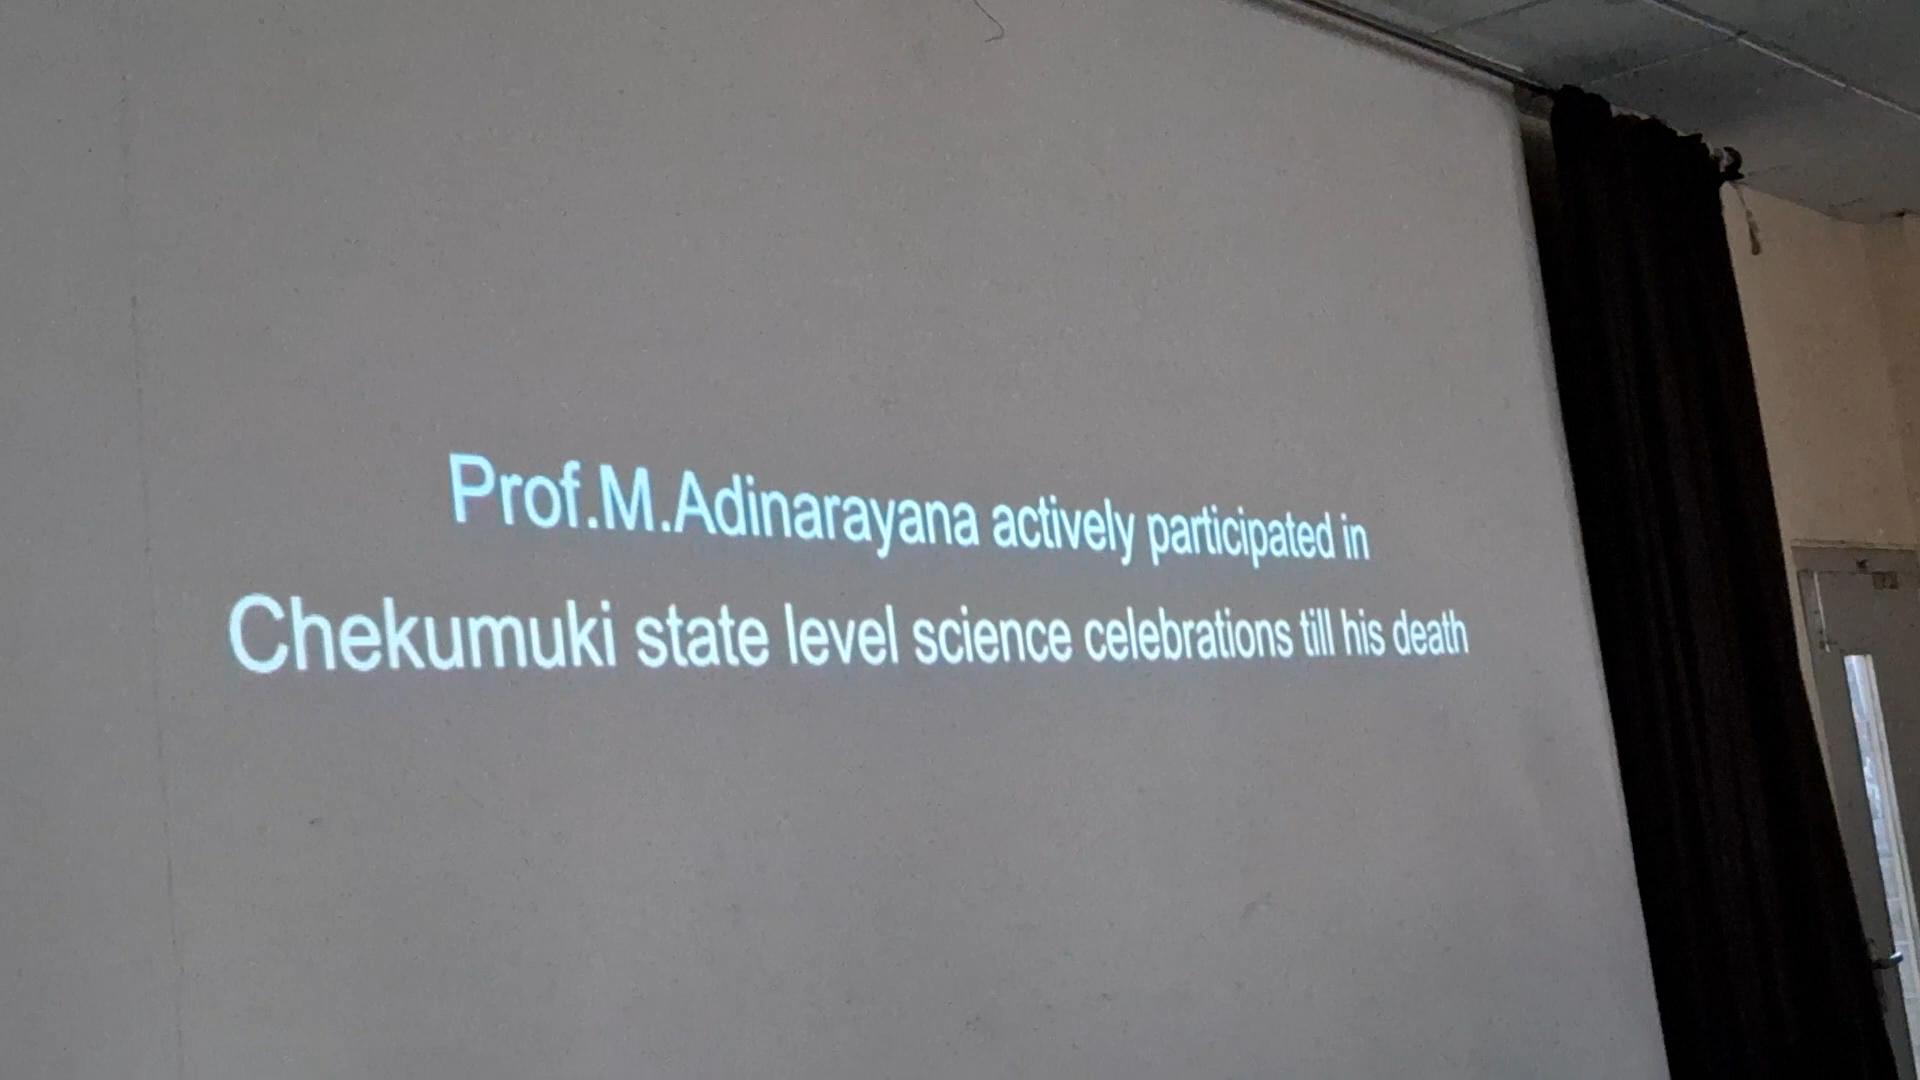 Prof.M.Adinarayana actively participated in
Chekumuki state level science celebrations till his death